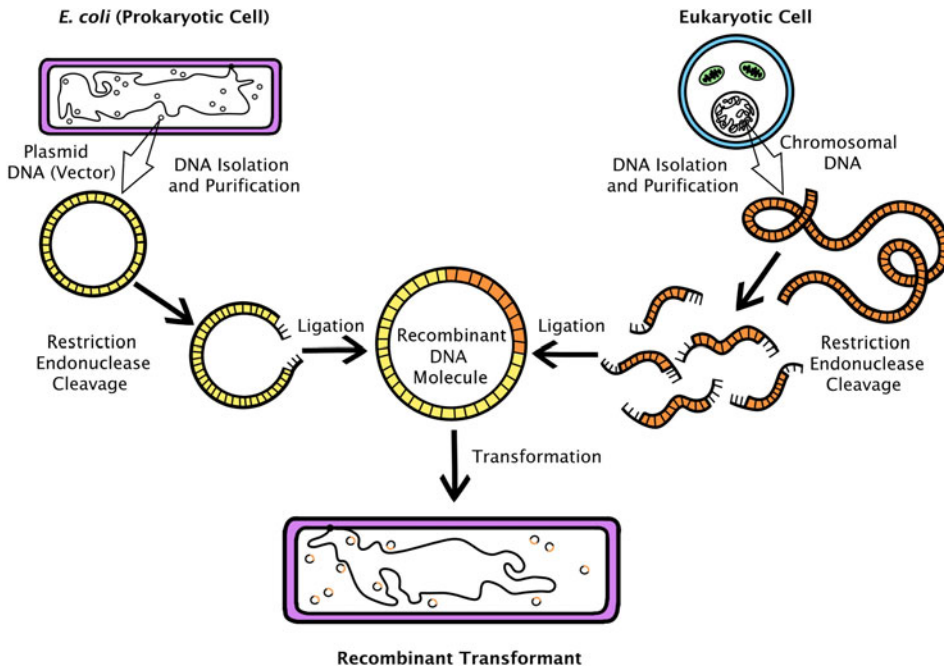 E. coli (Prokaryotic Cell)
Eukaryotic Cell
Plasmid
DNA (Vector)
DNA Isolation
and Purification
DNA Isolation
and Purification
Chromosomal
DNA
Restriction
Endonuclease
Cleavage
Ligation
Recombinant
DNA
Molecule
Ligation
Restriction
Endonuclease
Cleavage
Transformation
Recombinant Transformant